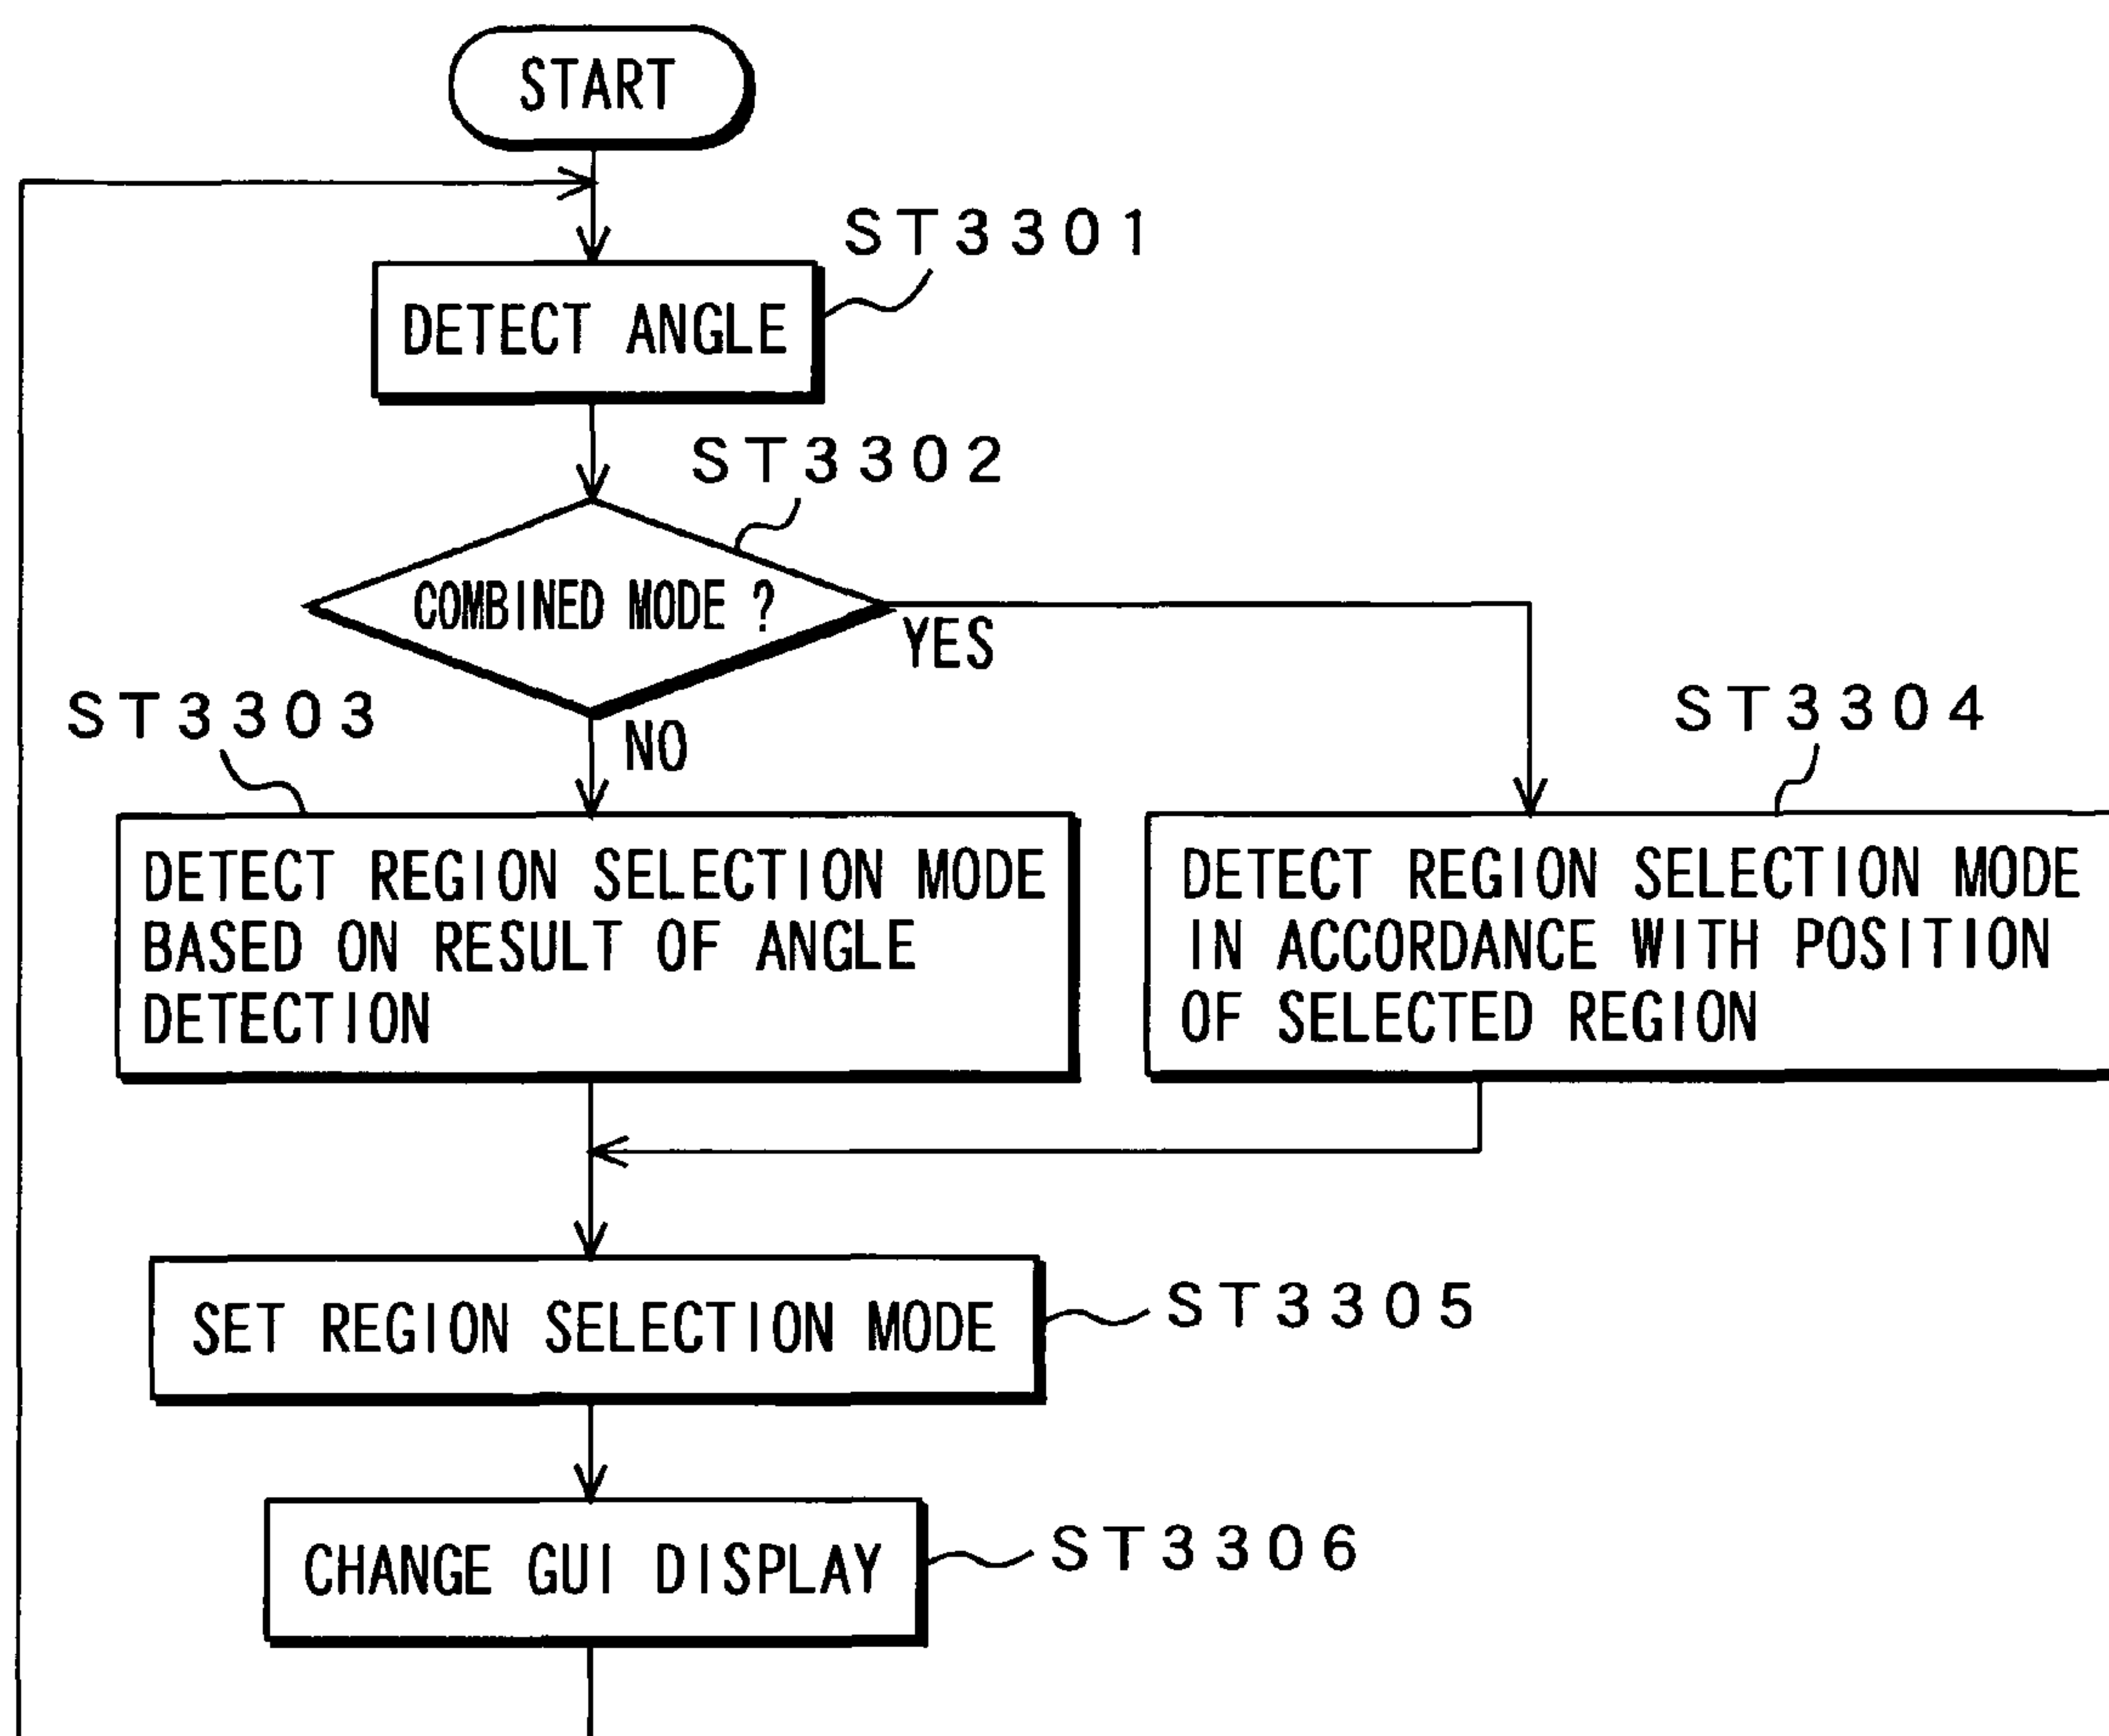 START
ST3301
DETECT ANGLE
ST3302
COMBINED MODE ?
YES
ST3303
NO
ST3304
DETECT REGION SELECTION MODE
BASED ON RESULT OF ANGLE
DETECTION
DETECT REGION SELECTION MODE
IN ACCORDANCE WITH POSITION
OF SELECTED REGION
SET REGION SELECTION MODE
ST3305
CHANGE GUI DISPLAY
ST3306